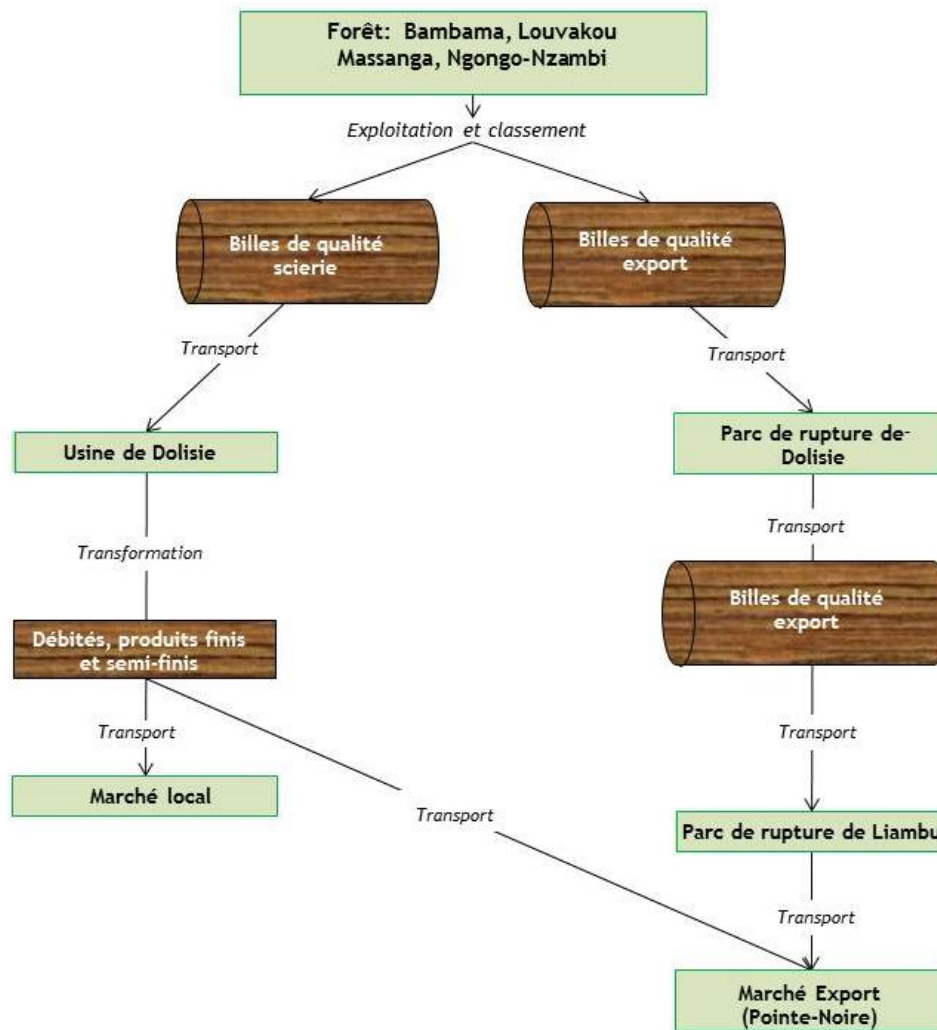 Forêt: Bambama, Louvakou
Massanga, Ngongo-Nzambi
Exploitation et classement
Billes de qualité
scierie
Billes de qualité
export
Transport
Transport
Usine de Dolisie
Parc de rupture de-
Dolisie
Transport
Transformation
Billes de qualité
export
Débités, produits finis
et semi-finis
Transport
Transport
Marché local
Transport
Parc de rupture de Liambu
Transport
Marché Export
(Pointe-Noire)